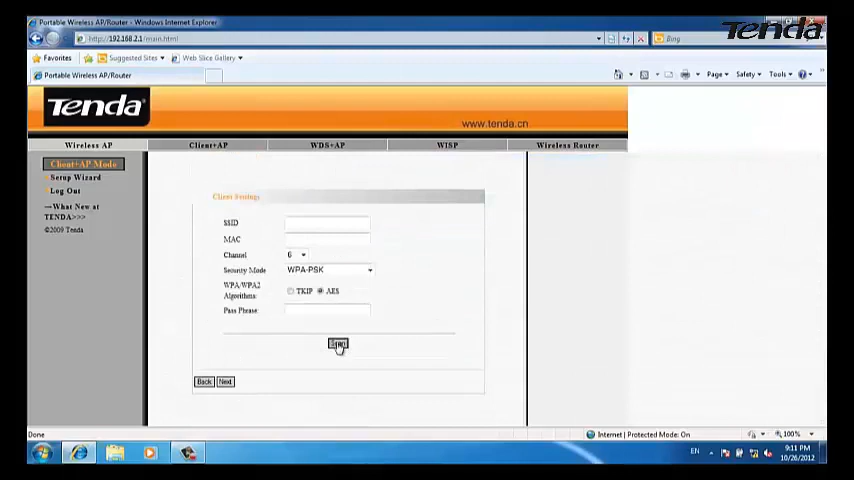 Portable Wireless AP/Router - Windows Internet Explorer
Tenda
http://192.168.2.1/main.html
Bing
Favorites
Suggested Sites
Web Slice Gallery
Portable Wireless AP/Router
Page
Safety
Tools
Tenda
www.tenda.cn
Wireless AP
Client+AP
WDS+AP
WISP
Wireless Router
Client+AP Mode
Setup Wizard
Log Out
—What New at
TENDA>>>
©2009 Tenda
Client Settings
SSID
MAC
Channel
6
Security Mode
WPA-PSK
WPA/WPA2
Algorithms:
TKIP
AES
Pass Phrase:
Back
Next
Done
Internet | Protected Mode: On
100%
EN
9:11 PM
10/26/2012